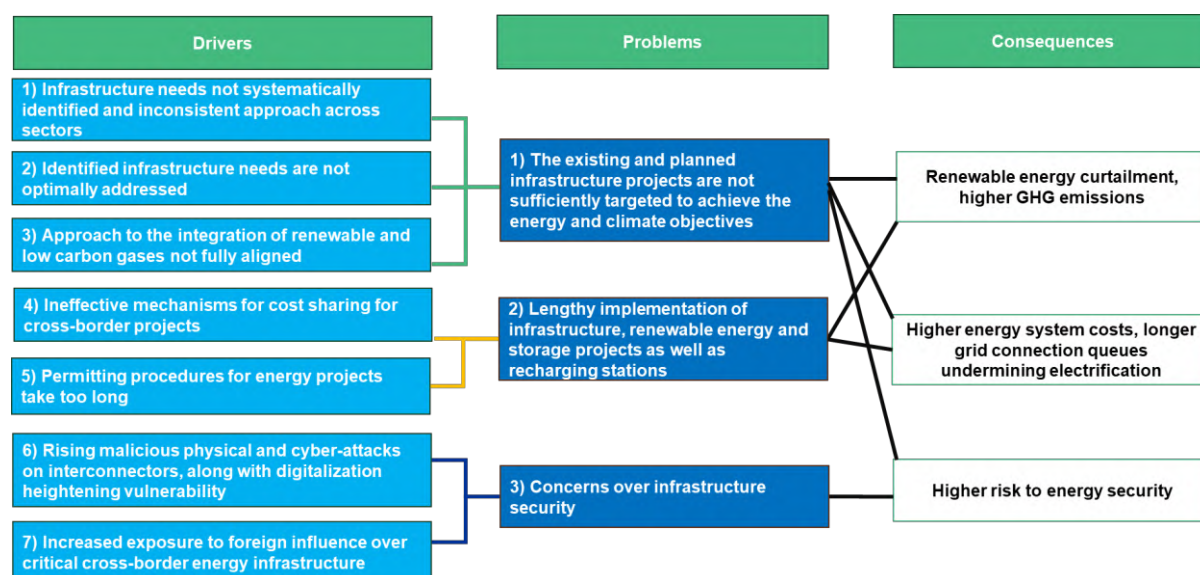 Drivers
Problems
Consequences
1) Infrastructure needs not systematically
identified and inconsistent approach across
sectors
2) Identified infrastructure needs are not
optimally addressed
3) Approach to the integration of renewable and
low carbon gases not fully aligned
4) Ineffective mechanisms for cost sharing for
cross-border projects
5) Permitting procedures for energy projects
take too long
6) Rising malicious physical and cyber-attacks
on interconnectors, along with digitalization
heightening vulnerability
7) Increased exposure to foreign influence over
critical cross-border energy infrastructure
1) The existing and planned
infrastructure projects are not
sufficiently targeted to achieve the
energy and climate objectives
2) Lengthy implementation of
infrastructure, renewable energy and
storage projects as well as
recharging stations
3) Concerns over infrastructure
security
Renewable energy curtailment,
higher GHG emissions
Higher energy system costs, longer
grid connection queues
undermining electrification
Higher risk to energy security